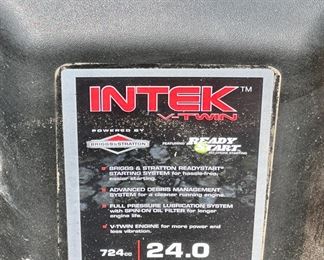 INTEK™
V-TWIN
POWERED BY
BRIGGS & STRATTON
FEATURING READY START
BRIGGS & STRATTON READYSTART®
STARTING SYSTEM for hassle-free,
easier starting.
ADVANCED DEBRIS MANAGEMENT
SYSTEM for a cleaner running engine.
FULL PRESSURE LUBRICATION SYSTEM
with SPIN-ON OIL FILTER for longer
engine life.
V-TWIN ENGINE for more power and
less vibration.
724cc 24.0